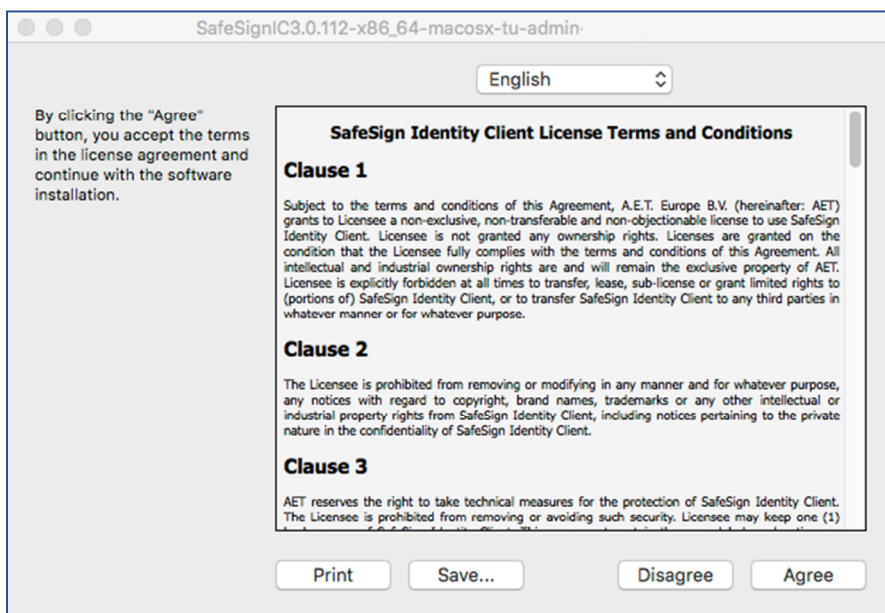 SafeSignIC3.0.112-x86_64-macosx-tu-admin-
English
By clicking the "Agree"
button, you accept the terms
in the license agreement and
continue with the software
installation.
SafeSign Identity Client License Terms and Conditions
Clause 1
Subject to the terms and conditions of this Agreement, A.E.T. Europe B.V. (hereinafter: AET)
grants to Licensee a non-exclusive, non-transferable and non-objectionable license to use SafeSign
Identity Client. Licensee is not granted any ownership rights. Licenses are granted on the
condition that the Licensee fully complies with the terms and conditions of this Agreement. All
intellectual and industrial ownership rights are and will remain the exclusive property of AET.
Licensee is explicitly forbidden at all times to transfer, lease, sub-license or grant limited rights to
(portions of) SafeSign Identity Client, or to transfer SafeSign Identity Client to any third parties in
whatever manner or for whatever purpose.
Clause 2
The Licensee is prohibited from removing or modifying in any manner and for whatever purpose,
any notices with regard to copyright, brand names, trademarks or any other intellectual or
industrial property rights from SafeSign Identity Client, including notices pertaining to the private
nature in the confidentiality of SafeSign Identity Client.
Clause 3
AET reserves the right to take technical measures for the protection of SafeSign Identity Client.
The Licensee is prohibited from removing or avoiding such security. Licensee may keep one (1)
Print
Save...
Disagree
Agree